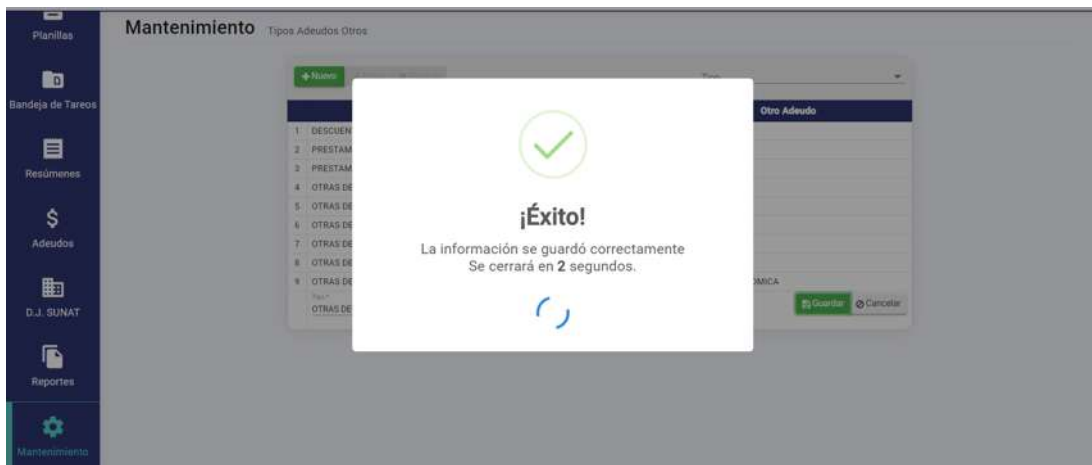 Planillas
Mantenimiento Tipos Adeudos Otros
Bandeja de Tareos
Resúmenes
Adeudos
D.J. SUNAT
Reportes
Mantenimiento
Nuevo
Otro Adeudo
1 DESCUEN
2 PRESTAM
3 PRESTAM
4 OTRAS DE
5 OTRAS DE
6 OTRAS DE
7 OTRAS DE
8 OTRAS DE
9 OTRAS DE OMICA
OTRAS DE
Guardar Cancelar
¡Éxito!
La información se guardó correctamente
Se cerrará en 2 segundos.